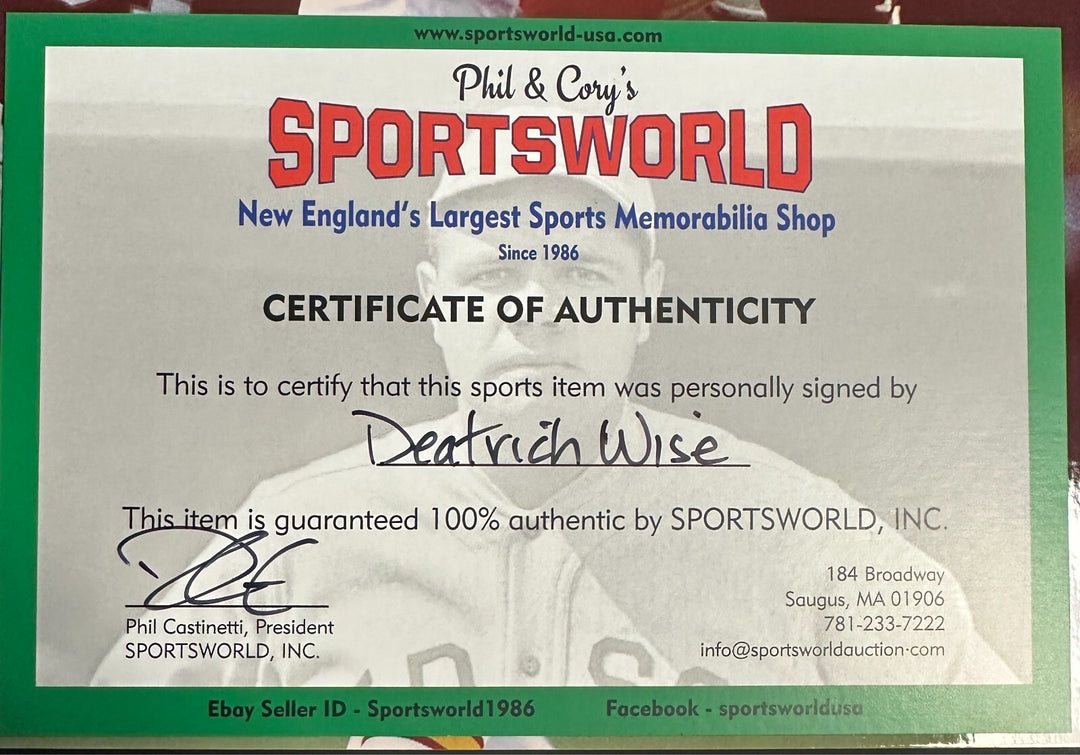 www.sportsworld-usa.com
Phil & Cory's
SPORTSWORLD
New England's Largest Sports Memorabilia Shop
Since 1986
CERTIFICATE OF AUTHENTICITY
This is to certify that this sports item was personally signed by
Deatrich Wise
This item is guaranteed 100% authentic by SPORTSWORLD, INC.
184 Broadway
Saugus, MA 01906
781-233-7222
info@sportsworldauction·com
Phil Castinetti, President
SPORTSWORLD, INC.
Ebay Seller ID - Sportsworld1986
Facebook - sportsworldusa